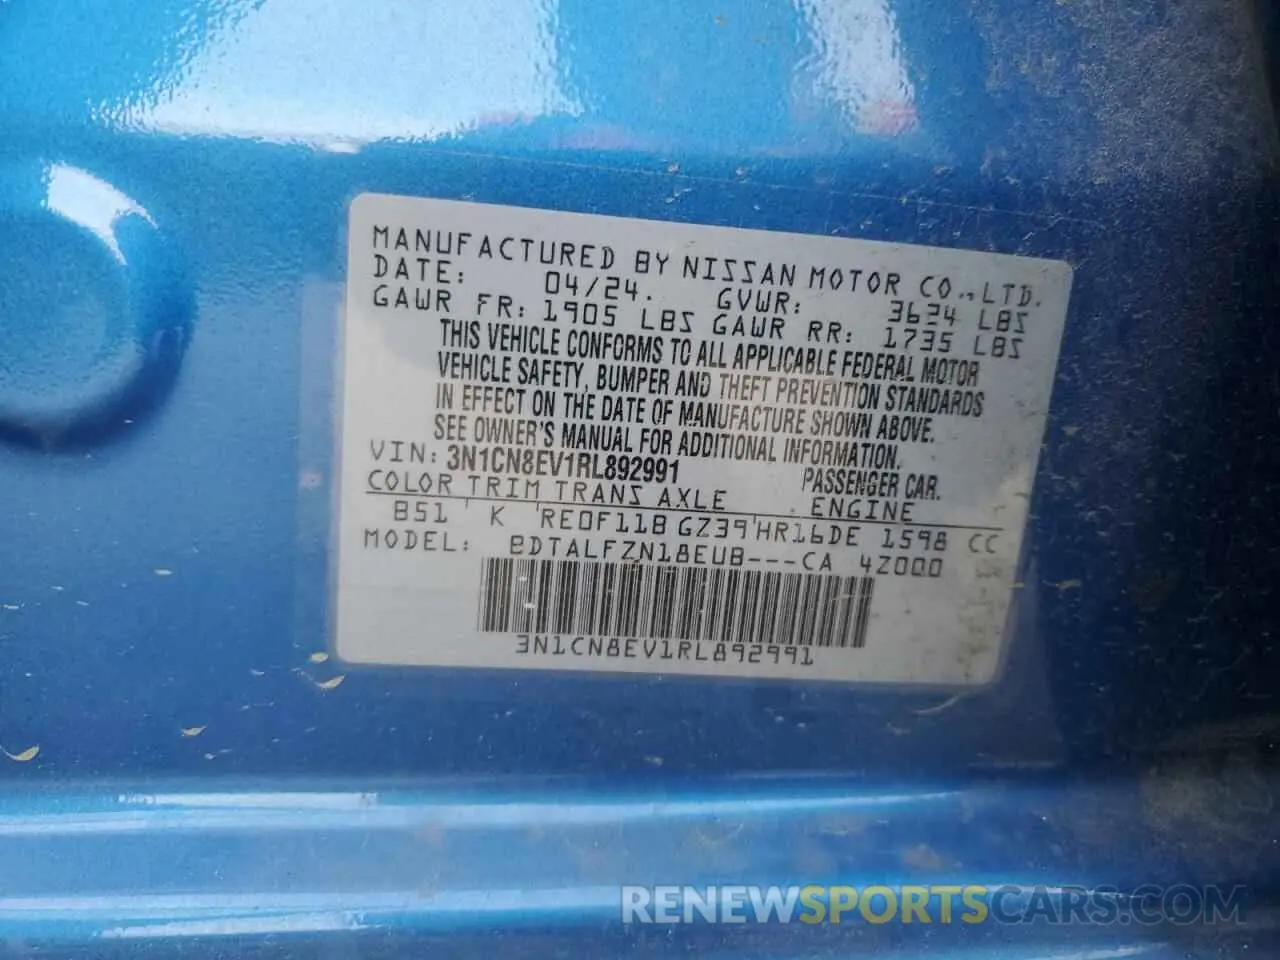 MANUFACTURED BY NISSAN MOTOR CO.,LTD.
DATE: 04/24. GVWR: 3624 LBS
GAWR FR: 1905 LBS GAWR RR: 1735 LBS
THIS VEHICLE CONFORMS TO ALL APPLICABLE FEDERAL MOTOR
VEHICLE SAFETY, BUMPER AND THEFT PREVENTION STANDARDS
IN EFFECT ON THE DATE OF MANUFACTURE SHOWN ABOVE.
SEE OWNER'S MANUAL FOR ADDITIONAL INFORMATION.
VIN: 3N1CN8EV1RL892991 PASSENGER CAR.
COLOR TRIM TRANS AXLE . ENGINE
B51 K RE0F11B GZ39 HR16DE 1598 CC
MODEL: BDTALFZN18EUB---CA 4Z000
3N1CN8EV1RL892991
RENEWSPORTSCARS.COM